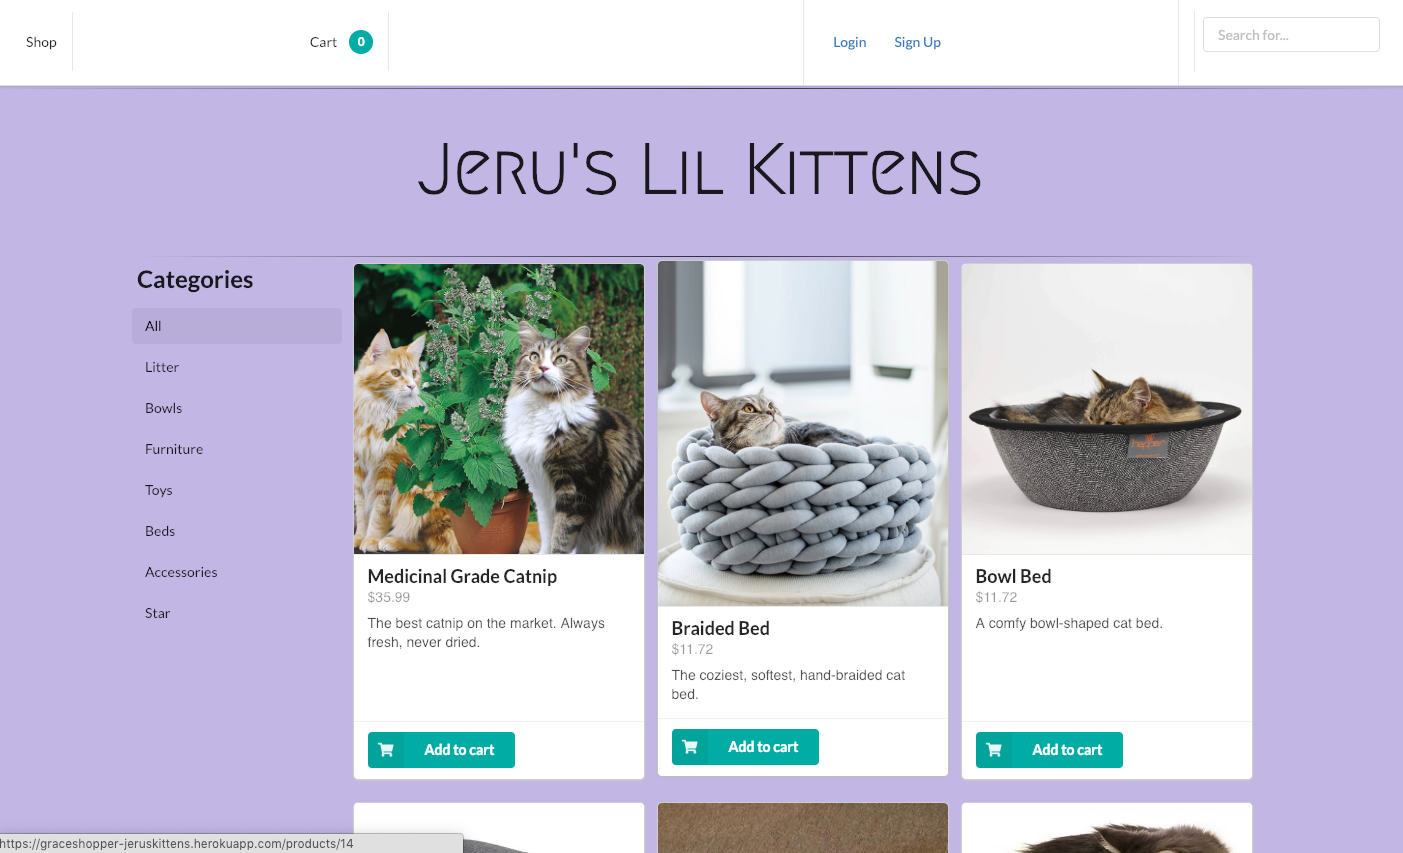 Shop
Cart 0
Login Sign Up
Search for...
Jeru's Lil Kittens
Categories
All
Litter
Bowls
Furniture
Toys
Beds
Accessories
Star
Medicinal Grade Catnip
$35.99
The best catnip on the market. Always
fresh, never dried.
Add to cart
Braided Bed
$11.72
The coziest, softest, hand-braided cat
bed.
Add to cart
Bowl Bed
$11.72
A comfy bowl-shaped cat bed.
Add to cart
https://graceshopper-jeruskittens.herokuapp.com/products/14